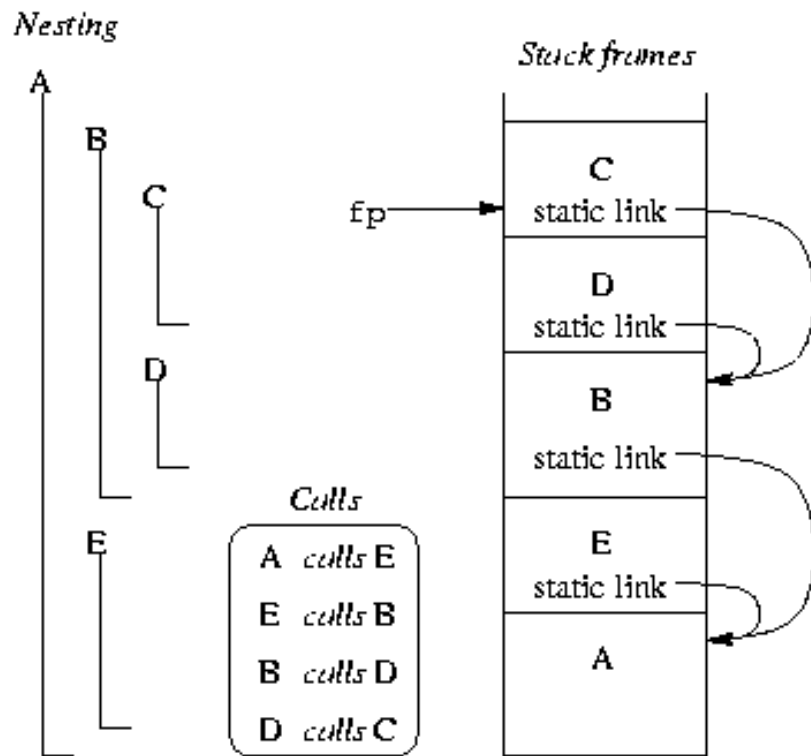 Nesting
A
B
C
D
E
Calls
A calls E
E calls B
B calls D
D calls C
Stack frames
fp
C
static link
D
static link
B
static link
E
static link
A